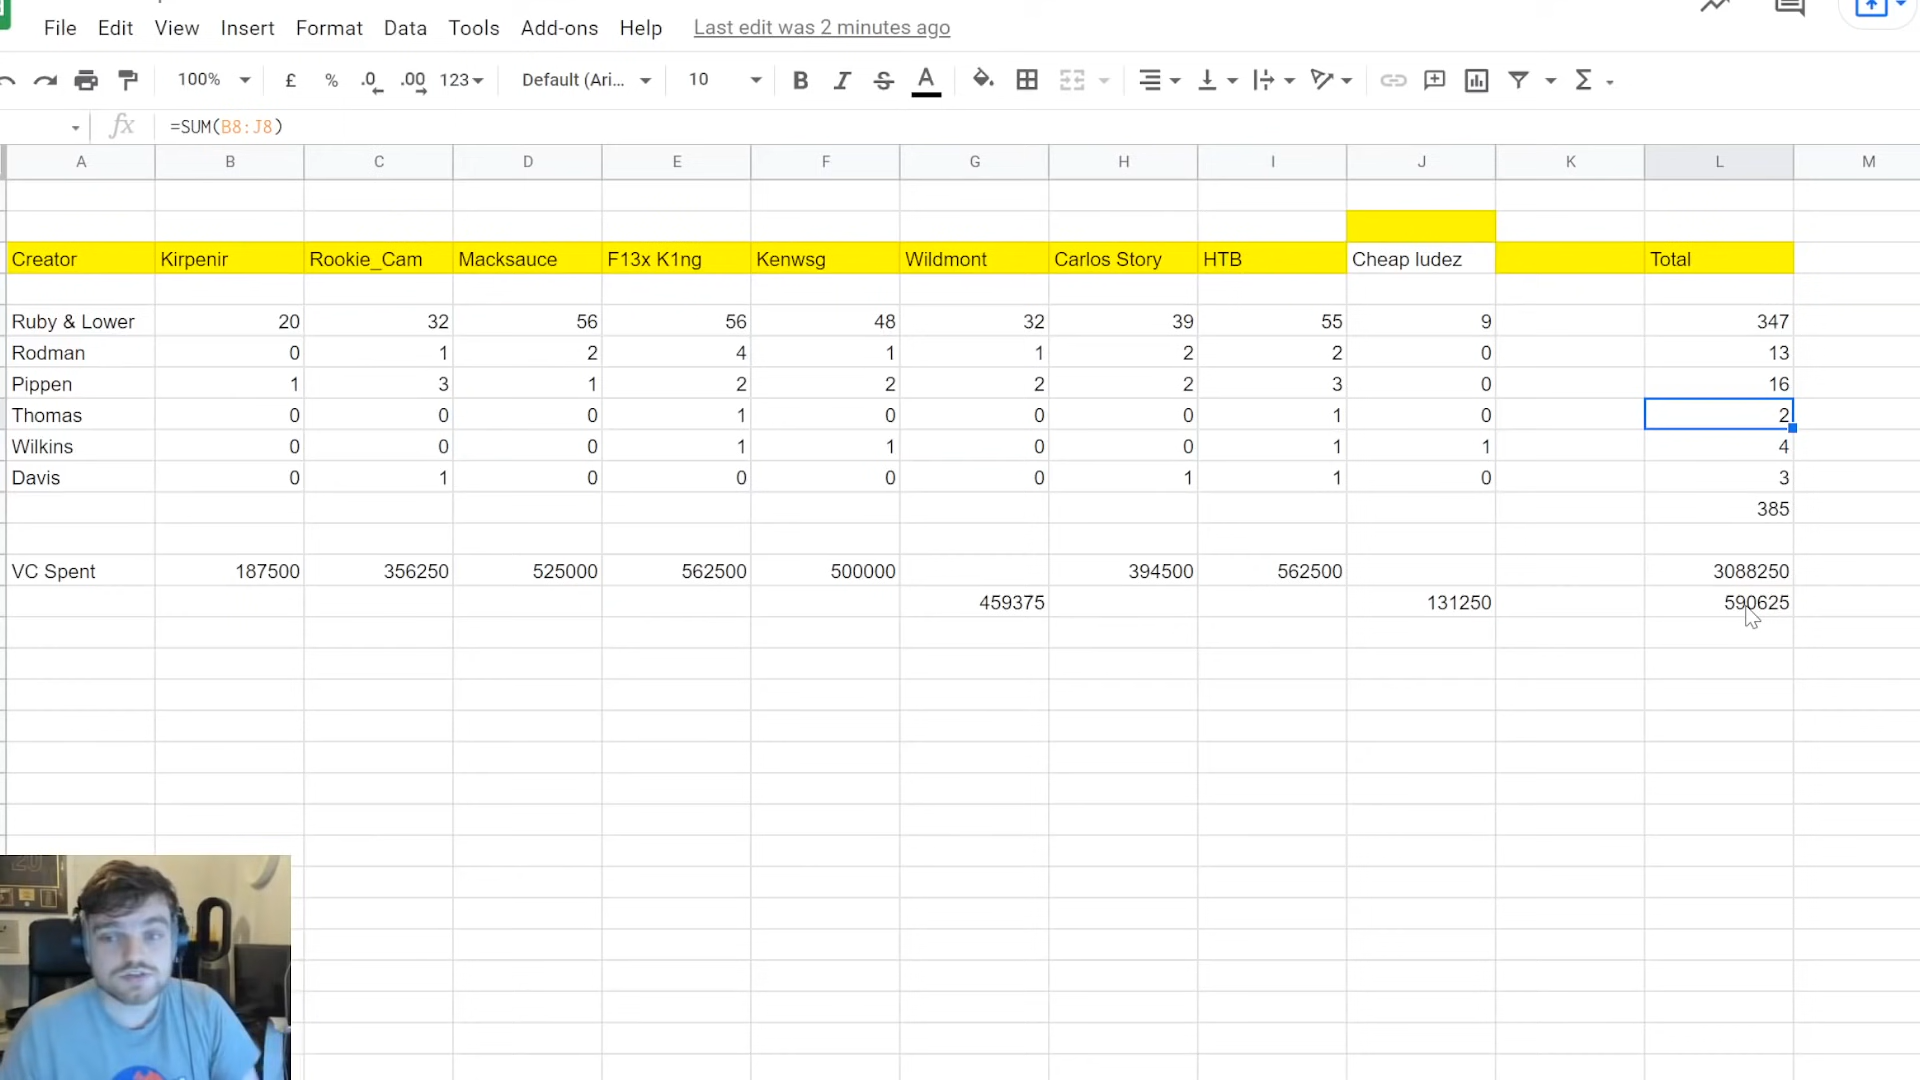 File Edit View Insert Format Data Tools Add-ons Help Last edit was 2 minutes ago
100% £ % .0 .00 123 Default (Ari... 10 B I S A Σ
fx =SUM(B8:J8)
A B C D E F G H I J K L M
Creator Kirpenir Rookie_Cam Macksauce F13x K1ng Kenwsg Wildmont Carlos Story HTB Cheap ludez Total
Ruby & Lower 20 32 56 56 48 32 39 55 9 347
Rodman 0 1 2 4 1 1 2 2 0 13
Pippen 1 3 1 2 2 2 2 3 0 16
Thomas 0 0 0 1 0 0 0 1 0 2
Wilkins 0 0 0 1 1 0 0 1 1 4
Davis 0 1 0 0 0 0 1 1 0 3
385
VC Spent 187500 356250 525000 562500 500000 394500 562500 3088250
459375 131250 590625